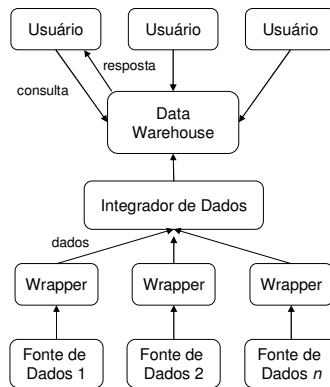 Usuário Usuário Usuário
resposta
consulta
Data
Warehouse
Integrador de Dados
dados
Wrapper Wrapper Wrapper
Fonte de Dados 1
Fonte de Dados 2
Fonte de Dados n